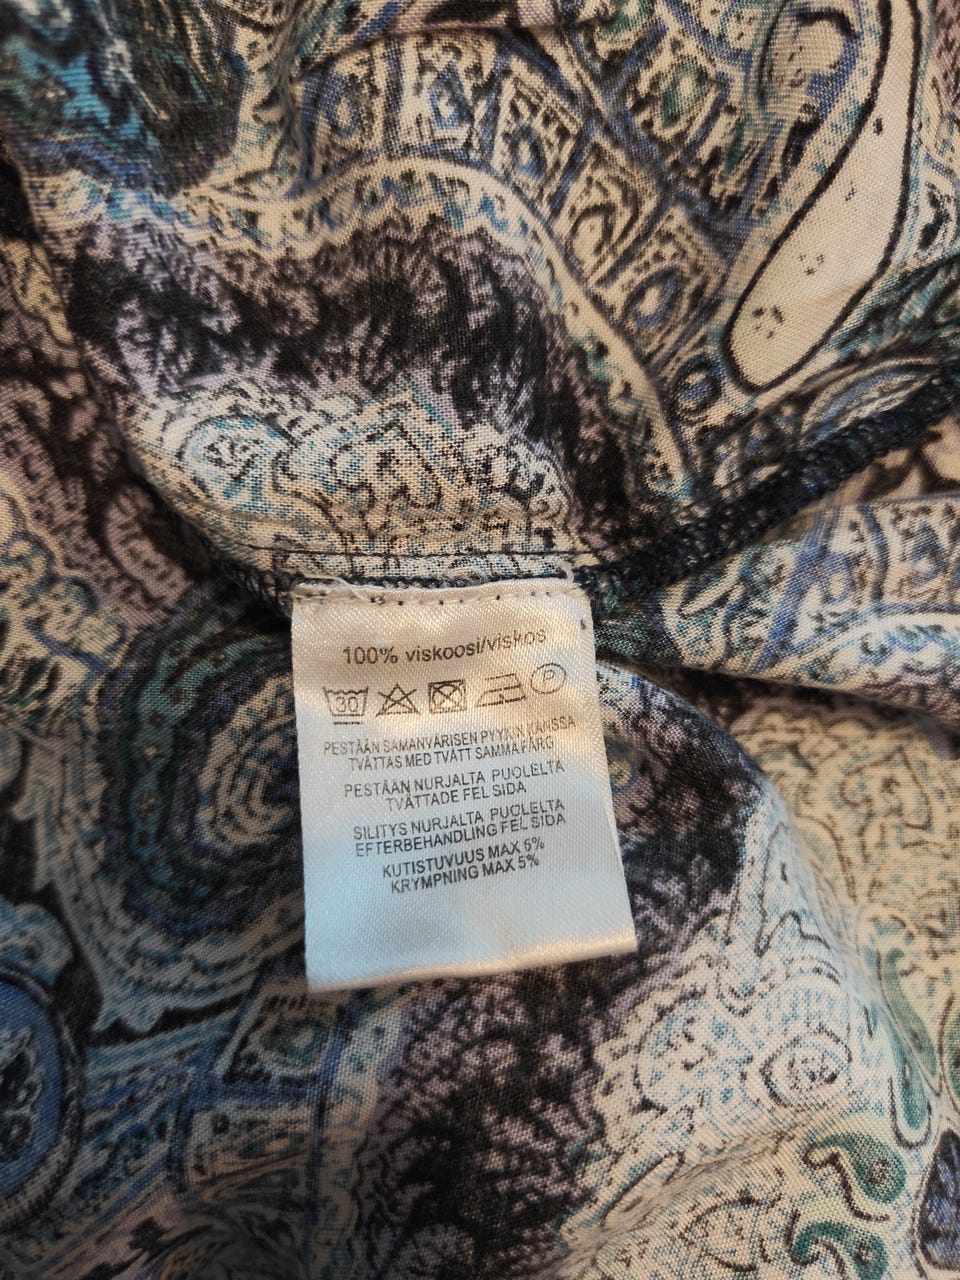 100% viskoosi/viskos
30 P
PESTÄÄN SAMANVÄRISEN PYYKIN KANSSA
TVÄTTAS MED TVÄTT SAMMA FÄRG
PESTÄÄN NURJALTA PUOLELTA
TVÄTTADE FEL SIDA
SILITYS NURJALTA PUOLELTA
EFTERBEHANDLING FEL SIDA
KUTISTUVUUS MAX 5%
KRYMPNING MAX 5%